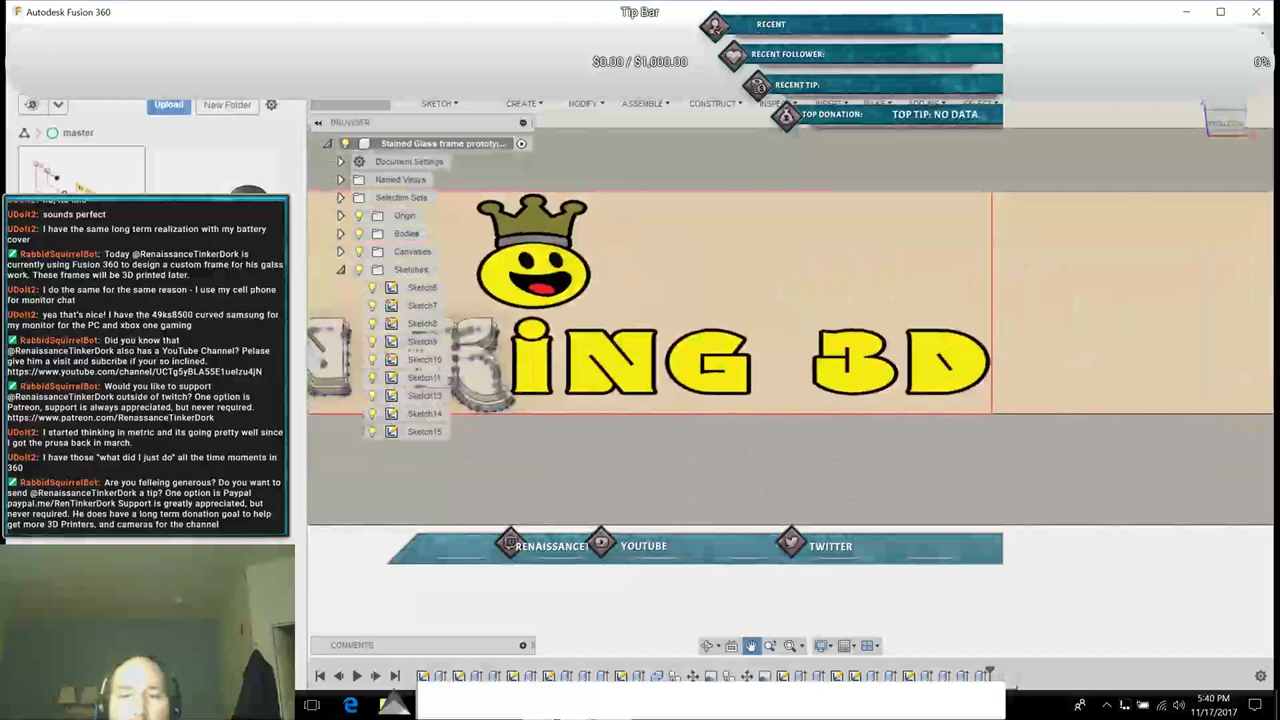 Autodesk Fusion 360
Tip Bar
RECENT
$0.00 / $1,000.00
RECENT FOLLOWER:
0%
RECENT TIP:
TOP DONATION:
TOP TIP: NO DATA
Upload
New Folder
SKETCH
CREATE
MODIFY
ASSEMBLE
CONSTRUCT
master
BROWSER
Stained Glass frame prototyp...
Document Settings
Named Views
Selection Sets
Origin
Bodies
Canvases
Sketches
Sketch6
Sketch7
Sketch8
Sketch9
Sketch10
Sketch11
Sketch13
Sketch14
Sketch15
UDoIt2: sounds perfect
UDoIt2: I have the same long term realization with my battery
cover
RabbidSquirrelBot: Today @RenaissanceTinkerDork is
currently using Fusion 360 to design a custom frame for his galss
work. These frames will be 3D printed later.
UDoIt2: I do the same for the same reason - I use my cell phone
for monitor chat
UDoIt2: yea that's nice! I have the 49ks8500 curved samsung for
my monitor for the PC and xbox one gaming
RabbidSquirrelBot: Did you know that
@RenaissanceTinkerDork also has a YouTube Channel? Pelase
give him a visit and subcribe if your so inclined.
https://www.youtube.com/channel/UCTg5yBLA55E1uelzu4jN
RabbidSquirrelBot: Would you like to support
@RenaissanceTinkerDork outside of twitch? One option is
Patreon, support is always appreciated, but never required.
https://www.patreon.com/RenassanceTinkerDork
UDoIt2: I started thinking in metric and its going pretty well since
I got the prusa back in march.
UDoIt2: I have those "what did I just do" all the time moments in
360
RabbidSquirrelBot: Are you felleing generous? Do you want to
send @RenaissanceTinkerDork a tip? One option is Paypal
paypal.me/RenTinkerDork Support is greatly appreciated, but
never required. He does have a long term donation goal to help
get more 3D Printers, and cameras for the channel
KiNG 3D
RENAISSANCET
YOUTUBE
TWITTER
COMMENTS
5:40 PM
11/17/2017